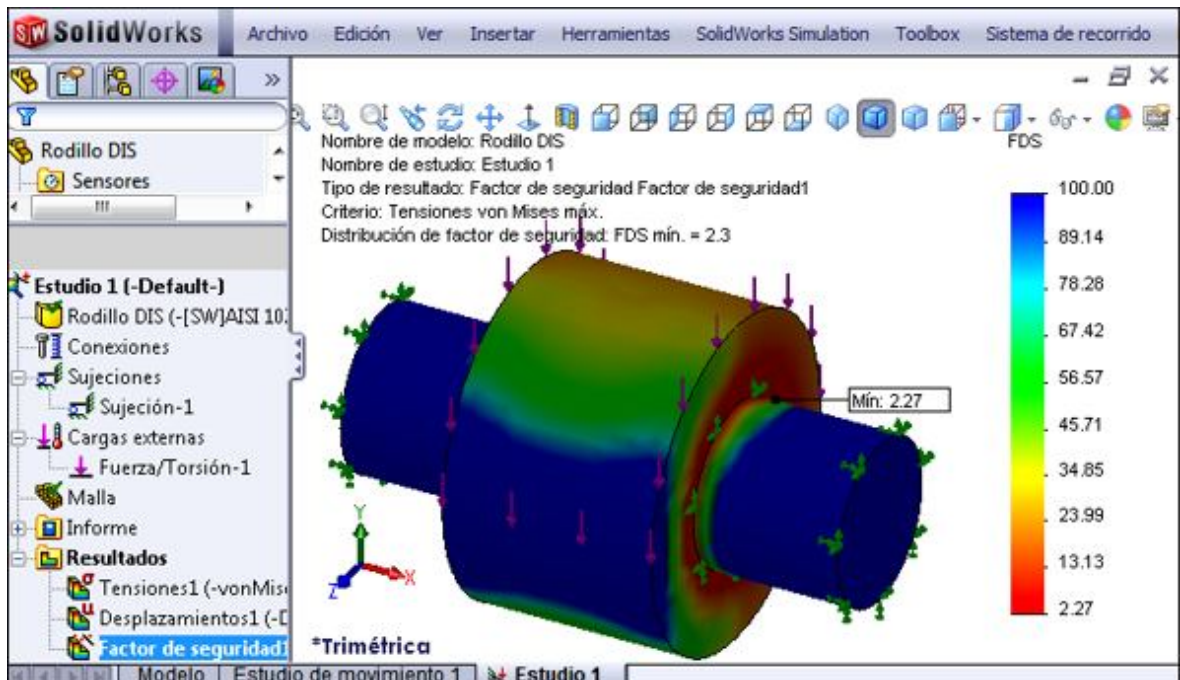 SolidWorks Archivo Edición Ver Insertar Herramientas SolidWorks Simulation Toolbox Sistema de recorrido
Rodillo DIS
Sensores
Nombre de modelo: Rodillo DIS
Nombre de estudio: Estudio 1
Tipo de resultado: Factor de seguridad Factor de seguridad1
Criterio: Tensiones von Mises máx.
Distribución de factor de seguridad: FDS mín. = 2.3
FDS
100.00
89.14
78.28
67.42
56.57
45.71
34.85
23.99
13.13
2.27
Mín: 2.27
Estudio 1 (-Default-)
Rodillo DIS (-[SW]AISI
Conexiones
Sujeciones
Sujeción-1
Cargas externas
Fuerza/Torsión-1
Malla
Informe
Resultados
Tensiones1 (-vonMis
Desplazamientos1 (-
Factor de seguridad1
Y
X
Z
*Trimétrica
Modelo Estudio de movimiento 1 Estudio 1